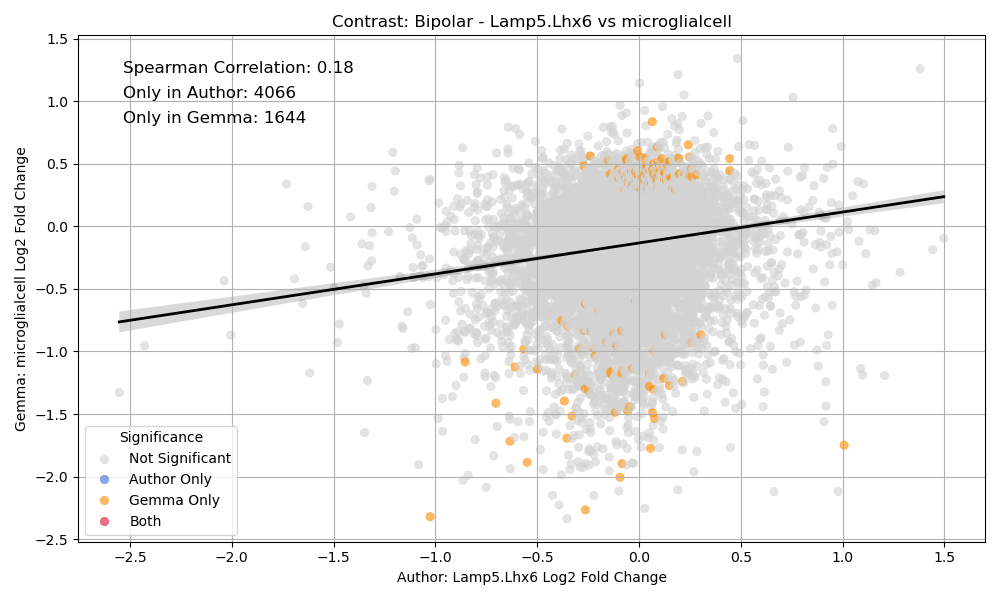 Contrast: Bipolar - Lamp5.Lhx6 vs microglialcell
Spearman Correlation: 0.18
Only in Author: 4066
Only in Gemma: 1644
Gemma: microglialcell Log2 Fold Change
1.5
1.0
0.5
0.0
−0.5
−1.0
−1.5
−2.0
−2.5
Significance
Not Significant
Author Only
Gemma Only
Both
−2.5 −2.0 −1.5 −1.0 −0.5 0.0 0.5 1.0 1.5
Author: Lamp5.Lhx6 Log2 Fold Change